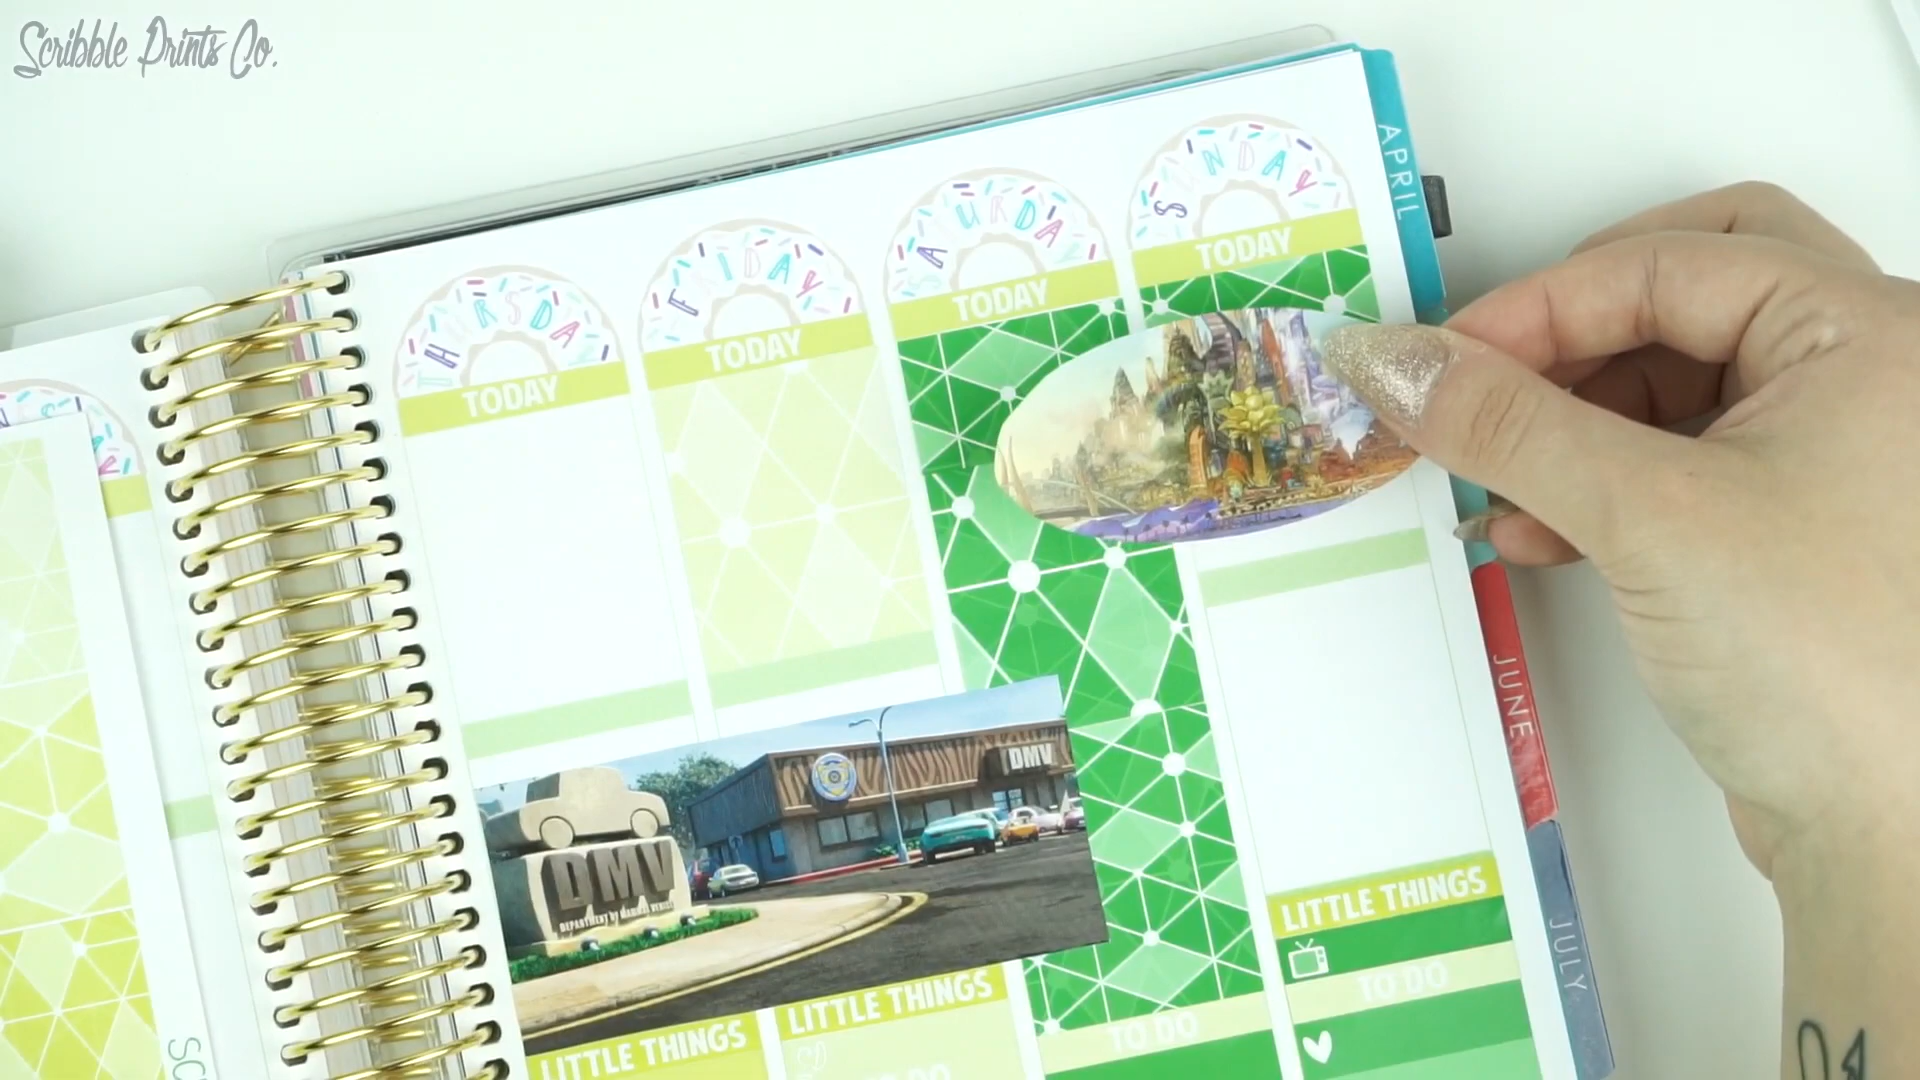 Scribble Prints Co.
THURSDAY
FRIDAY
SATURDAY
SUNDAY
TODAY
TODAY
TODAY
TODAY
APRIL
JUNE
JULY
DMV
DMV
LITTLE THINGS
LITTLE THINGS
LITTLE THINGS
TO DO
TO DO